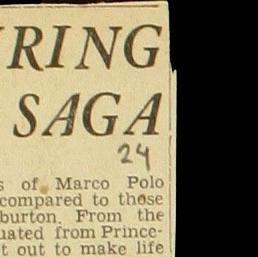 RING
SAGA
24
s of Marco Polo
compared to those
burton. From the
uated from Prince-
t out to make life